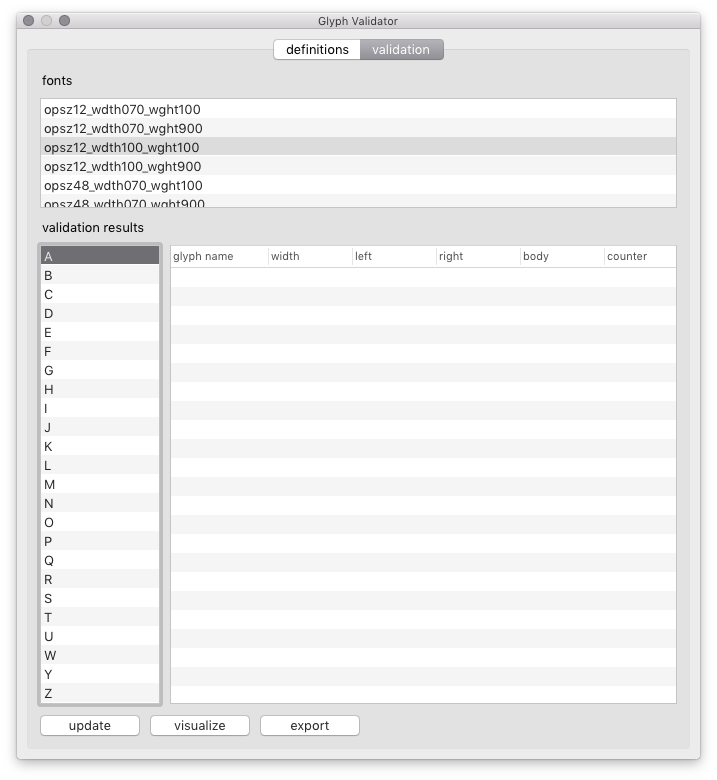 Glyph Validator
definitions validation
fonts
opsz12_wdth070_wght100
opsz12_wdth070_wght900
opsz12_wdth100_wght100
opsz12_wdth100_wght900
opsz48_wdth070_wght100
opsz48_wdth070_wght900
validation results
glyph name width left right body counter
A
B
C
D
E
F
G
H
I
J
K
L
M
N
O
P
Q
R
S
T
U
W
Y
Z
update visualize export